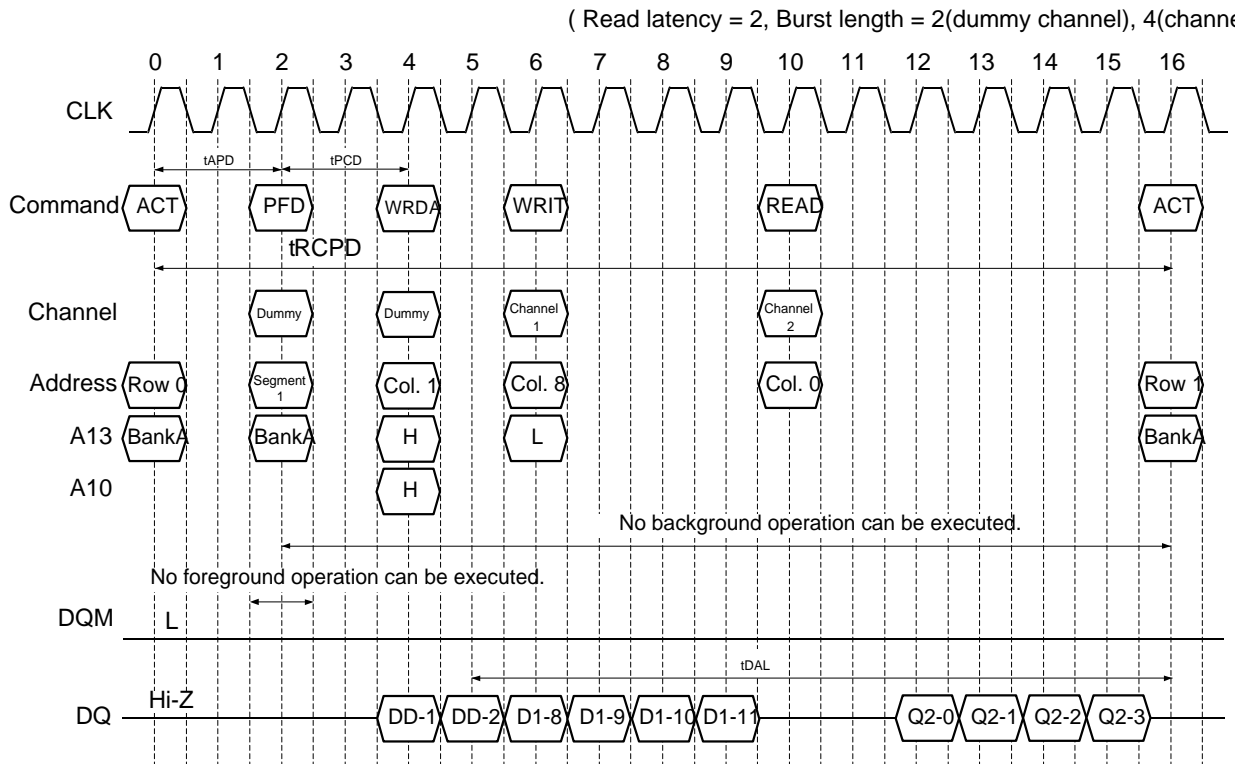 ( Read latency = 2, Burst length = 2(dummy channel), 4(channe
0 1 2 3 4 5 6 7 8 9 10 11 12 13 14 15 16
CLK
tAPD tPCD
Command ACT PFD WRDA WRIT READ ACT
tRCPD
Channel Dummy Dummy Channel 1 Channel 2
Address Row 0 Segment 1 Col. 1 Col. 8 Col. 0 Row 1
A13 BankA BankA H L BankA
A10 H
No background operation can be executed.
No foreground operation can be executed.
DQM L
tDAL
DQ Hi-Z DD-1 DD-2 D1-8 D1-9 D1-10 D1-11 Q2-0 Q2-1 Q2-2 Q2-3